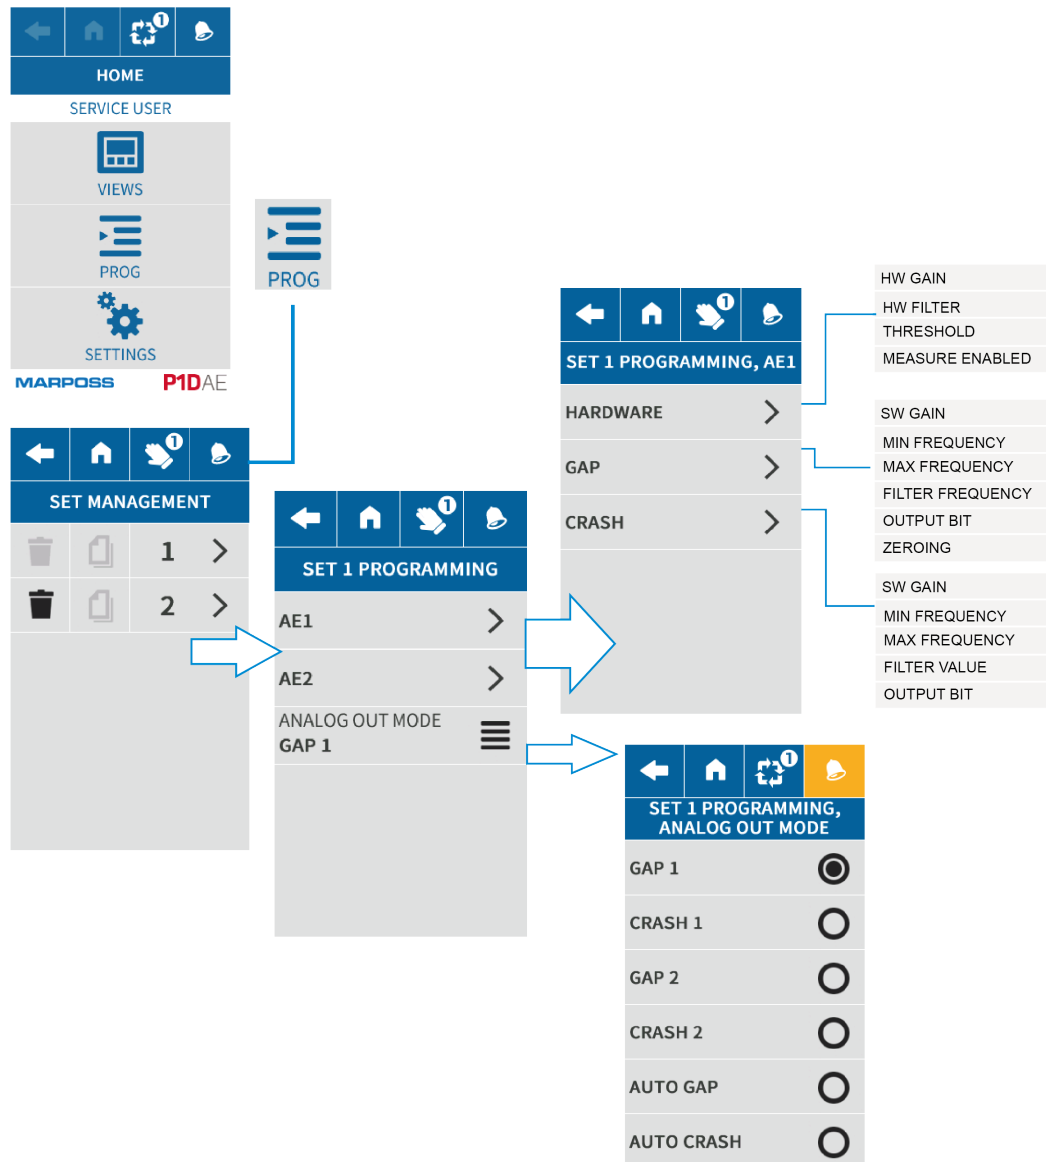 1
HOME
SERVICE USER
VIEWS
PROG
SETTINGS
MARPOSS P1DAE
PROG
1
SET MANAGEMENT
1
2
1
SET 1 PROGRAMMING
AE1
AE2
ANALOG OUT MODE
GAP 1
1
SET 1 PROGRAMMING, AE1
HARDWARE
GAP
CRASH
HW GAIN
HW FILTER
THRESHOLD
MEASURE ENABLED
SW GAIN
MIN FREQUENCY
MAX FREQUENCY
FILTER FREQUENCY
OUTPUT BIT
ZEROING
SW GAIN
MIN FREQUENCY
MAX FREQUENCY
FILTER VALUE
OUTPUT BIT
1
SET 1 PROGRAMMING,
ANALOG OUT MODE
GAP 1
CRASH 1
GAP 2
CRASH 2
AUTO GAP
AUTO CRASH